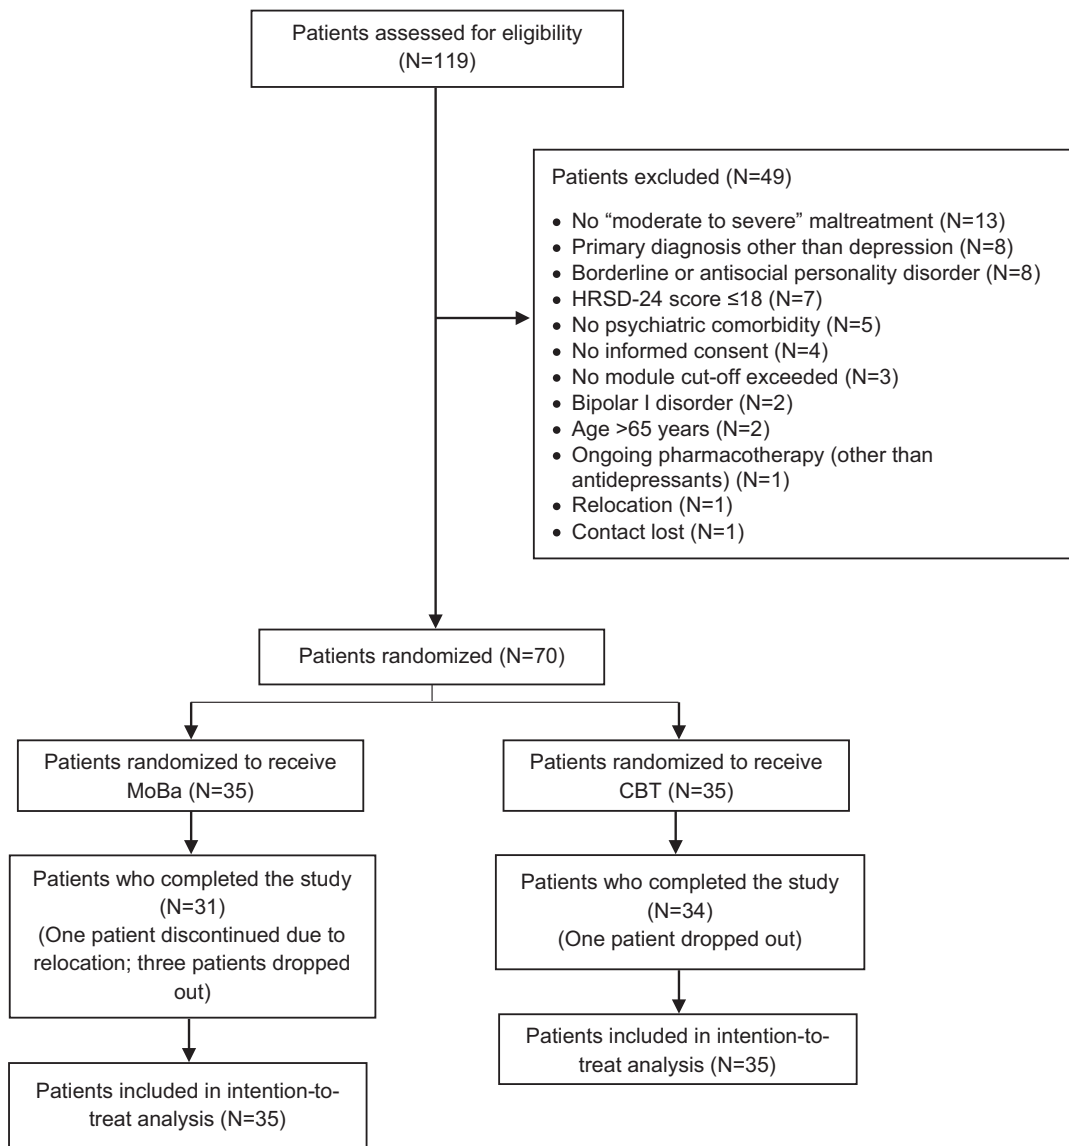 Patients assessed for eligibility
(N=119)
Patients excluded (N=49)
• No “moderate to severe” maltreatment (N=13)
• Primary diagnosis other than depression (N=8)
• Borderline or antisocial personality disorder (N=8)
• HRSD-24 score ≤18 (N=7)
• No psychiatric comorbidity (N=5)
• No informed consent (N=4)
• No module cut-off exceeded (N=3)
• Bipolar I disorder (N=2)
• Age >65 years (N=2)
• Ongoing pharmacotherapy (other than
antidepressants) (N=1)
• Relocation (N=1)
• Contact lost (N=1)
Patients randomized (N=70)
Patients randomized to receive
MoBa (N=35)
Patients randomized to receive
CBT (N=35)
Patients who completed the study
(N=31)
(One patient discontinued due to
relocation; three patients dropped
out)
Patients who completed the study
(N=34)
(One patient dropped out)
Patients included in intention-to-
treat analysis (N=35)
Patients included in intention-to-
treat analysis (N=35)